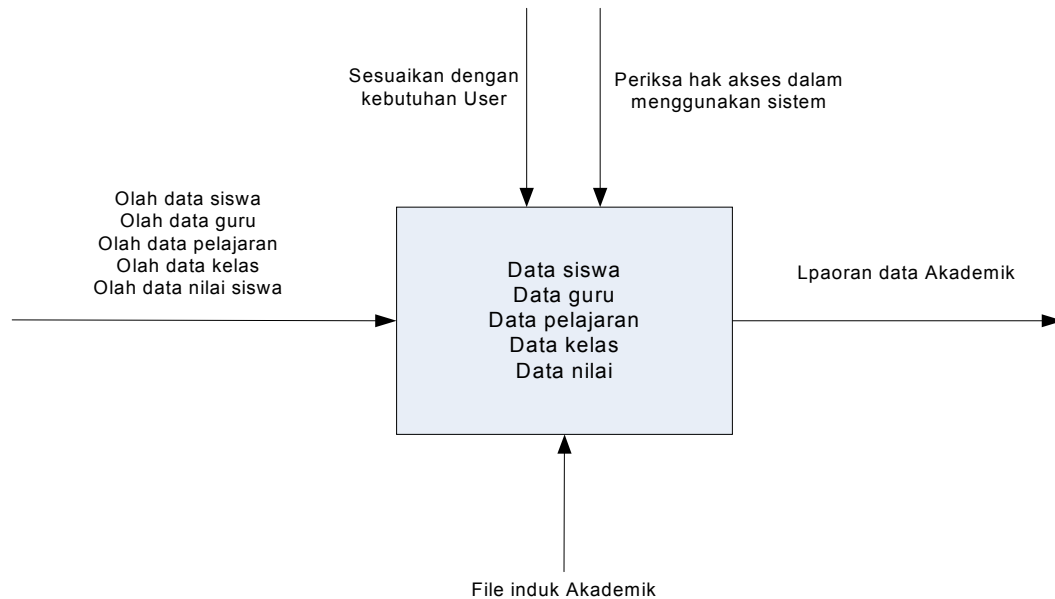 Sesuaikan dengan
kebutuhan User
Periksa hak akses dalam
menggunakan sistem
Olah data siswa
Olah data guru
Olah data pelajaran
Olah data kelas
Olah data nilai siswa
Data siswa
Data guru
Data pelajaran
Data kelas
Data nilai
Lpaoran data Akademik
File induk Akademik